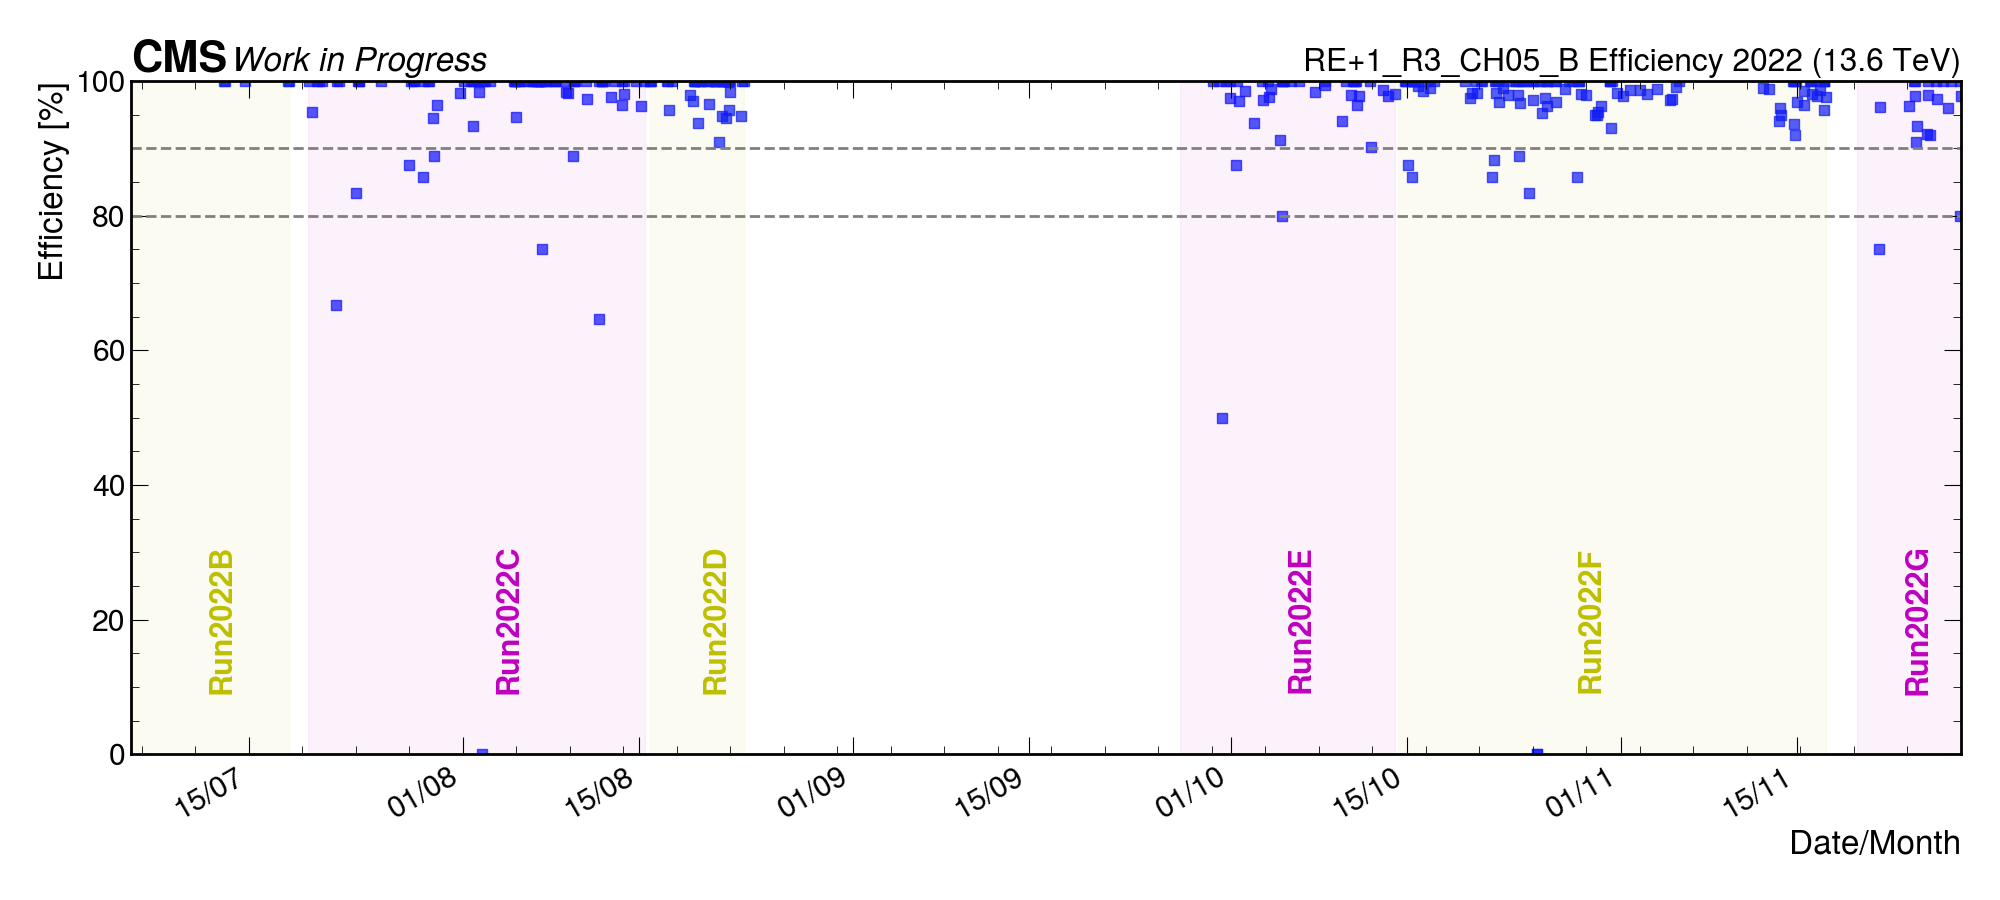 CMS Work in Progress
RE+1_R3_CH05_B Efficiency 2022 (13.6 TeV)
Efficiency [%]
100
80
60
40
20
0
Run2022B
Run2022C
Run2022D
Run2022E
Run2022F
Run2022G
15/07
01/08
15/08
01/09
15/09
01/10
15/10
01/11
15/11
Date/Month